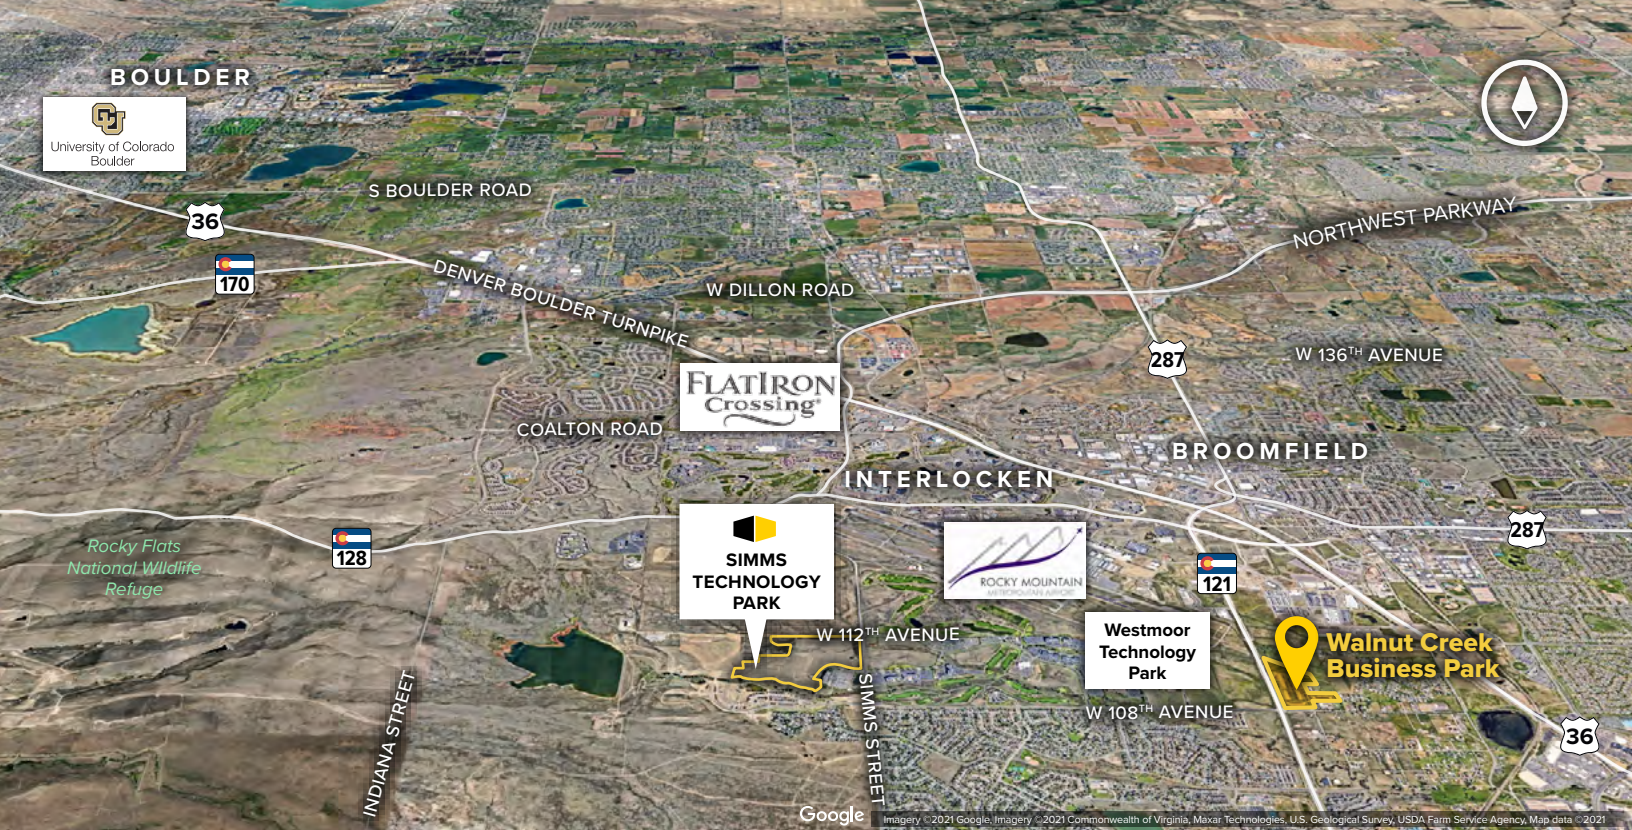 BOULDER
University of Colorado
Boulder
S BOULDER ROAD
36
170
DENVER BOULDER TURNPIKE
W DILLON ROAD
NORTHWEST PARKWAY
287
W 136TH AVENUE
FLATIRON
Crossing
COALTON ROAD
BROOMFIELD
INTERLOCKEN
287
Rocky Flats
National WIldlife
Refuge
128
SIMMS
TECHNOLOGY
PARK
ROCKY MOUNTAIN
METROPOLITAN AIRPORT
121
W 112TH AVENUE
Westmoor
Technology
Park
Walnut Creek
Business Park
W 108TH AVENUE
36
INDIANA STREET
SIMMS STREET
Google
Imagery ©2021 Google, Imagery ©2021 Commonwealth of Virginia, Maxar Technologies, U.S. Geological Survey, USDA Farm Service Agency, Map data ©2021